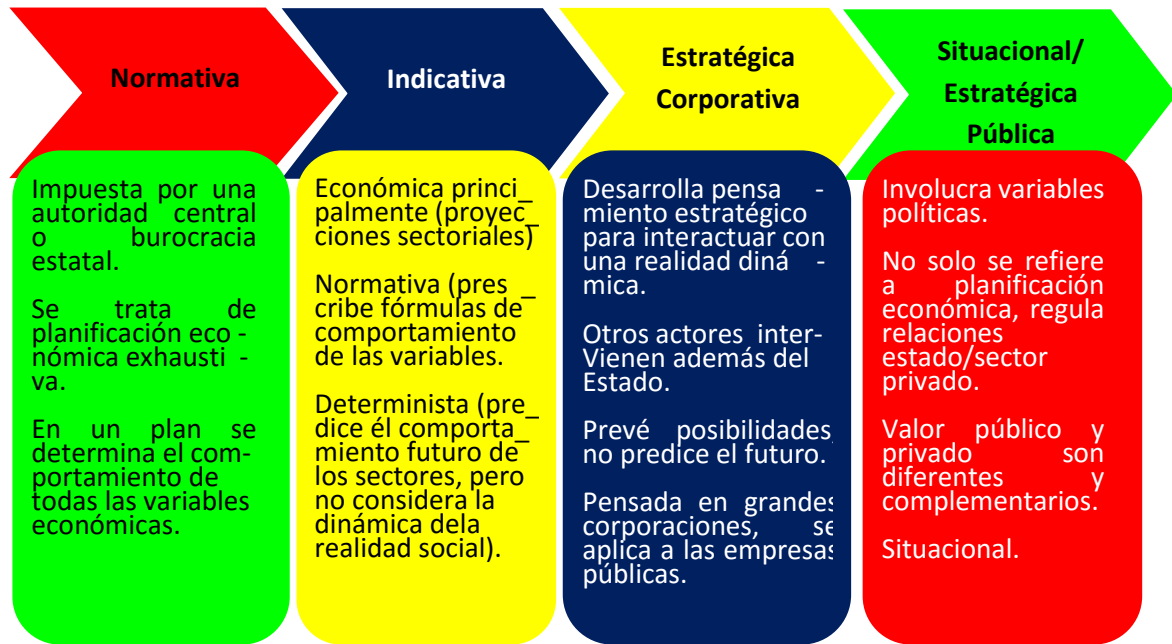 Normativa
Impuesta por una
autoridad central
o burocracia
estatal.
Se trata de
planificación eco -
nómica exhausti -
va.
En un plan se
determina el com-
portamiento de
todas las variables
económicas.
Indicativa
Económica princi_
palmente (proyec_
ciones sectoriales)
Normativa (pres _
cribe fórmulas de
comportamiento
de las variables.
Determinista (pre_
dice él comporta_
miento futuro de
los sectores, pero
no considera la
dinámica dela
realidad social).
Estratégica
Corporativa
Desarrolla pensa -
miento estratégico
para interactuar con
una realidad diná -
mica.
Otros actores inter-
Vienen además del
Estado.
Prevé posibilidades,
no predice el futuro.
Pensada en grandes
corporaciones, se
aplica a las empresas
públicas.
Situacional/
Estratégica
Pública
Involucra variables
políticas.
No solo se refiere
a planificación
económica, regula
relaciones
estado/sector
privado.
Valor público y
privado son
diferentes y
complementarios.
Situacional.